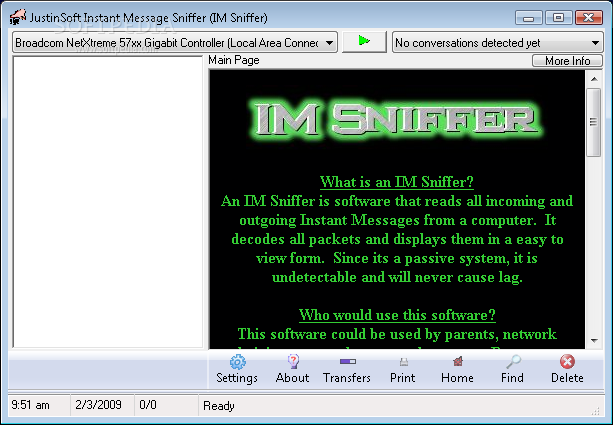 JustinSoft Instant Message Sniffer (IM Sniffer)
SOFTPEDIA
Broadcom NetXtreme 57xx Gigabit Controller (Local Area Connec
No conversations detected yet
Main Page
More Info
IM SNIFFER
What is an IM Sniffer?
An IM Sniffer is software that reads all incoming and
outgoing Instant Messages from a computer. It
decodes all packets and displays them in a easy to
view form. Since its a passive system, it is
undetectable and will never cause lag.
Who would use this software?
This software could be used by parents, network
Settings
About
Transfers
Print
Home
Find
Delete
9:51 am
2/3/2009
0/0
Ready